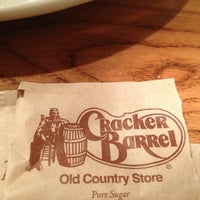 Cracker
Barrel
Old Country Store
Pure Sugar